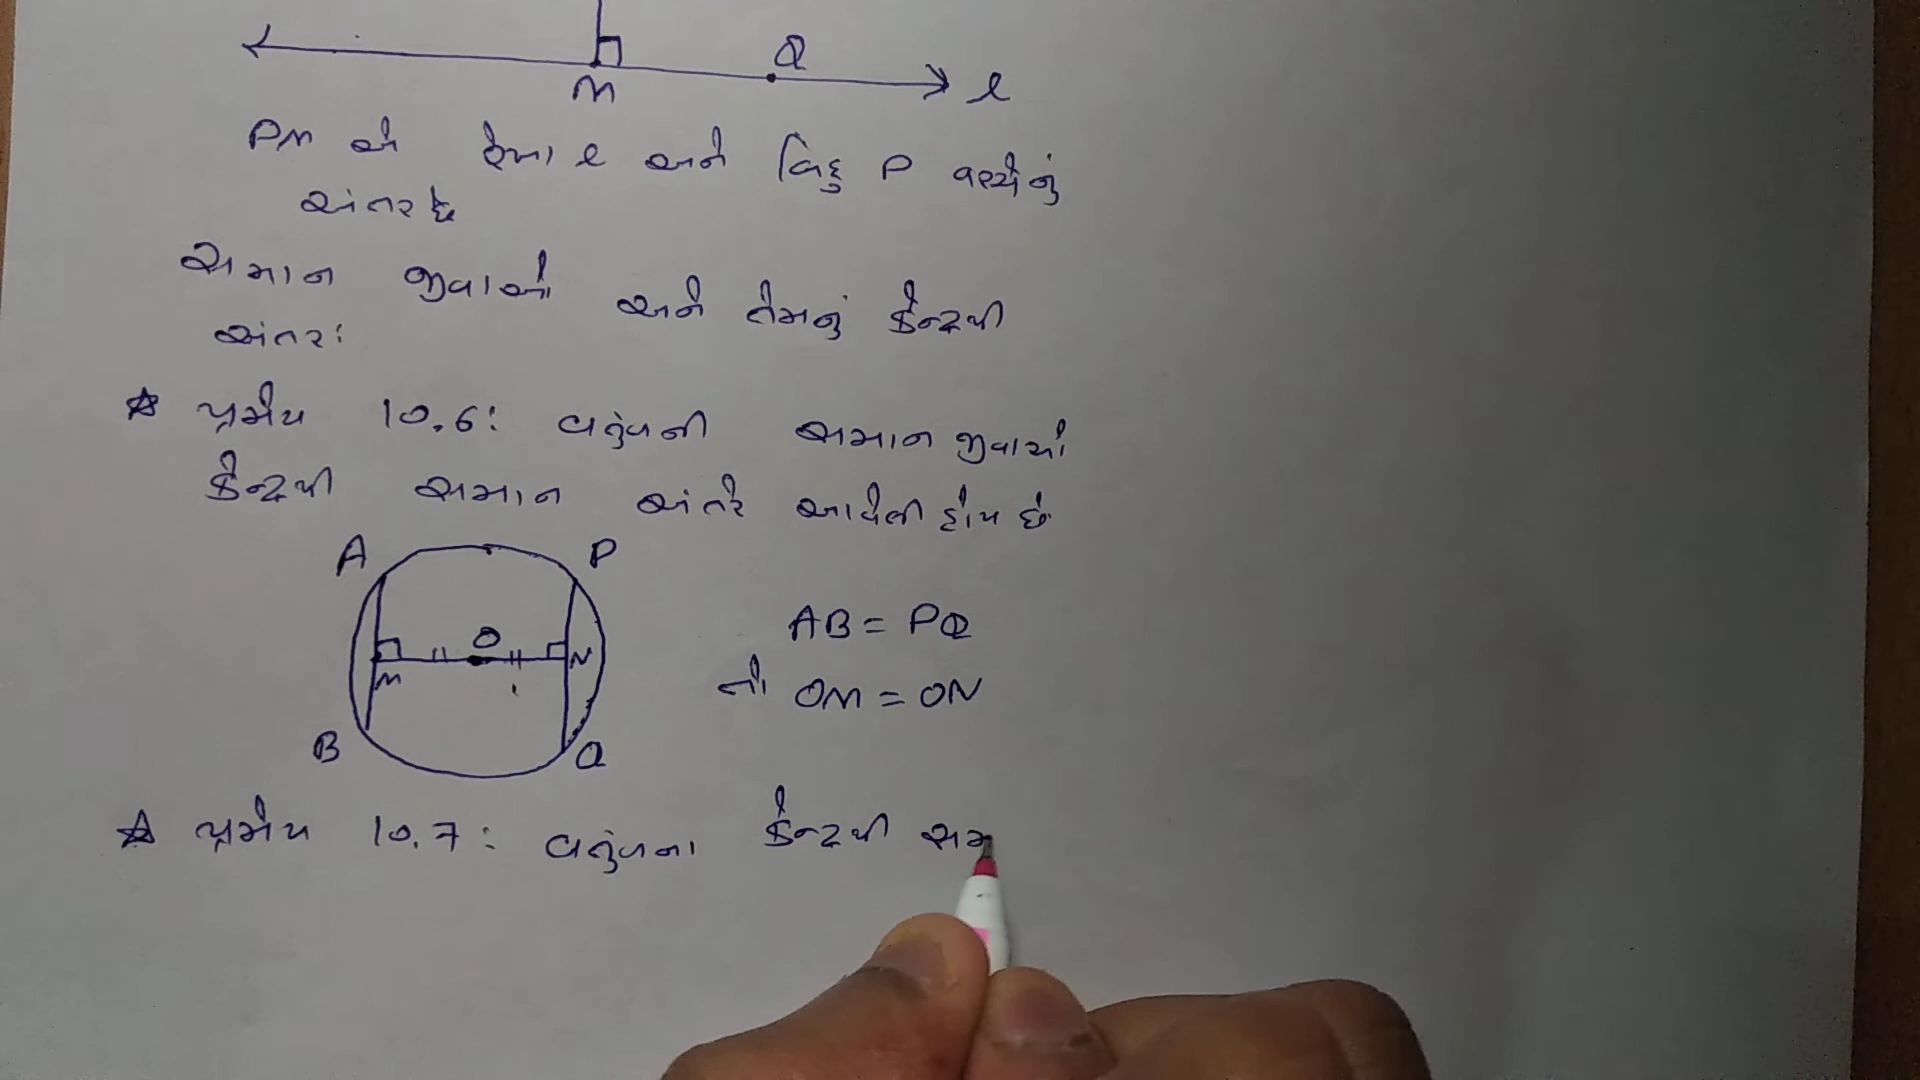 M Q l
PM એ રેખા l અને બિંદુ P વચ્ચેનું
અંતર છે
સમાન જીવાઓ અને તેમનું કેન્દ્રથી
અંતર:
☆ પ્રમેય 10.6: વર્તુળની સમાન જીવાઓ
કેન્દ્રથી સમાન અંતરે આવેલી હોય છે
A P
AB = PQ
O
M N
તો OM = ON
B Q
☆ પ્રમેય 10.7: વર્તુળના કેન્દ્રથી સમ